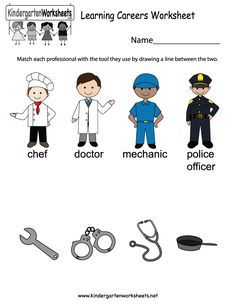 KindergartenWorksheets
Learning Careers Worksheet
Name
Match each professional with the tool they use by drawing a line between the two.
chef
doctor
mechanic
police
officer
www.kindergartenworksheets.net